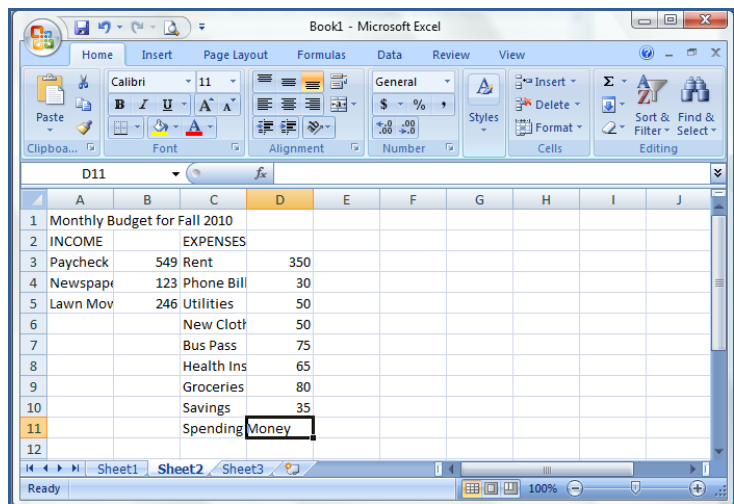 Book1 - Microsoft Excel
Home Insert Page Layout Formulas Data Review View
Calibri 11 General Insert Σ
Paste B I U A A $ % , Styles Delete Sort & Find &
A .00 .00 Format Filter Select
Clipboa... Font Alignment Number Cells Editing
D11 fx
A B C D E F G H I J
1 Monthly Budget for Fall 2010
2 INCOME EXPENSES
3 Paycheck 549 Rent 350
4 Newspape 123 Phone Bill 30
5 Lawn Mow 246 Utilities 50
6 New Cloth 50
7 Bus Pass 75
8 Health Ins 65
9 Groceries 80
10 Savings 35
11 Spending Money
12
Sheet1 Sheet2 Sheet3
Ready 100%